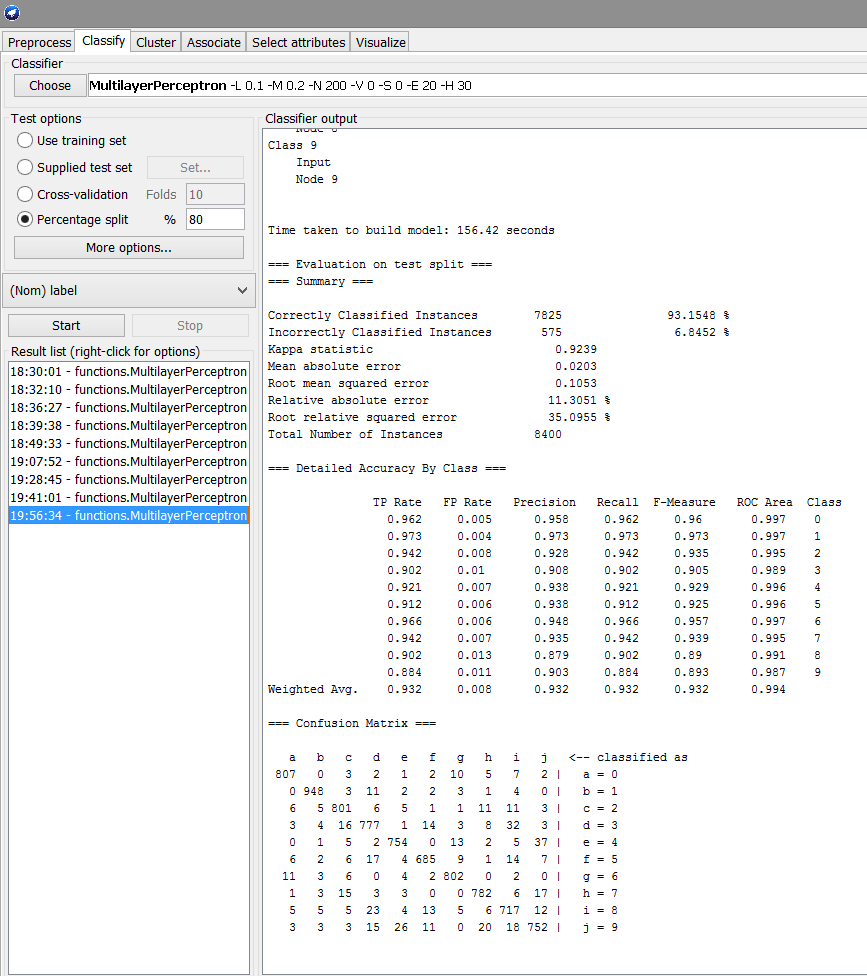 Preprocess Classify Cluster Associate Select attributes Visualize
Classifier
Choose MultilayerPerceptron -L 0.1 -M 0.2 -N 200 -V 0 -S 0 -E 20 -H 30
Test options
Use training set
Supplied test set Set...
Cross-validation Folds 10
Percentage split % 80
More options...
(Nom) label
Start Stop
Result list (right-click for options)
18:30:01 - functions.MultilayerPerceptron
18:32:10 - functions.MultilayerPerceptron
18:36:27 - functions.MultilayerPerceptron
18:39:38 - functions.MultilayerPerceptron
18:49:33 - functions.MultilayerPerceptron
19:07:52 - functions.MultilayerPerceptron
19:28:45 - functions.MultilayerPerceptron
19:41:01 - functions.MultilayerPerceptron
19:56:34 - functions.MultilayerPerceptron
Classifier output
Class 9
Input
Node 9
Time taken to build model: 156.42 seconds
=== Evaluation on test split ===
=== Summary ===
Correctly Classified Instances 7825 93.1548 %
Incorrectly Classified Instances 575 6.8452 %
Kappa statistic 0.9239
Mean absolute error 0.0203
Root mean squared error 0.1053
Relative absolute error 11.3051 %
Root relative squared error 35.0955 %
Total Number of Instances 8400
=== Detailed Accuracy By Class ===
TP Rate FP Rate Precision Recall F-Measure ROC Area Class
0.962 0.005 0.958 0.962 0.96 0.997 0
0.973 0.004 0.973 0.973 0.973 0.997 1
0.942 0.008 0.928 0.942 0.935 0.995 2
0.902 0.01 0.908 0.902 0.905 0.989 3
0.921 0.007 0.938 0.921 0.929 0.996 4
0.912 0.006 0.938 0.912 0.925 0.996 5
0.966 0.006 0.948 0.966 0.957 0.997 6
0.942 0.007 0.935 0.942 0.939 0.995 7
0.902 0.013 0.879 0.902 0.89 0.991 8
0.884 0.011 0.903 0.884 0.893 0.987 9
Weighted Avg. 0.932 0.008 0.932 0.932 0.932 0.994
=== Confusion Matrix ===
a b c d e f g h i j <-- classified as
807 0 3 2 1 2 10 5 7 2 | a = 0
0 948 3 11 2 2 3 1 4 0 | b = 1
6 5 801 6 5 1 1 11 11 3 | c = 2
3 4 16 777 1 14 3 8 32 3 | d = 3
0 1 5 2 754 0 13 2 5 37 | e = 4
6 2 6 17 4 685 9 1 14 7 | f = 5
11 3 6 0 4 2 802 0 2 0 | g = 6
1 3 15 3 3 0 0 782 6 17 | h = 7
5 5 5 23 4 13 5 6 717 12 | i = 8
3 3 3 15 26 11 0 20 18 752 | j = 9